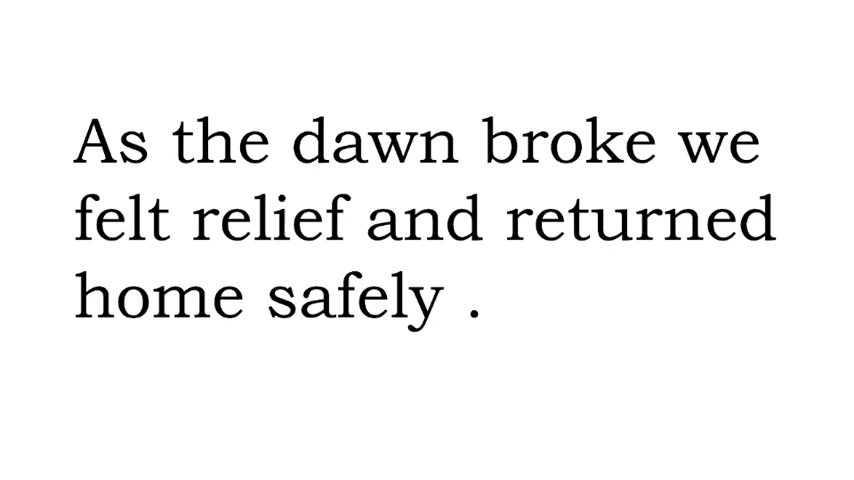 As the dawn broke we
felt relief and returned
home safely .